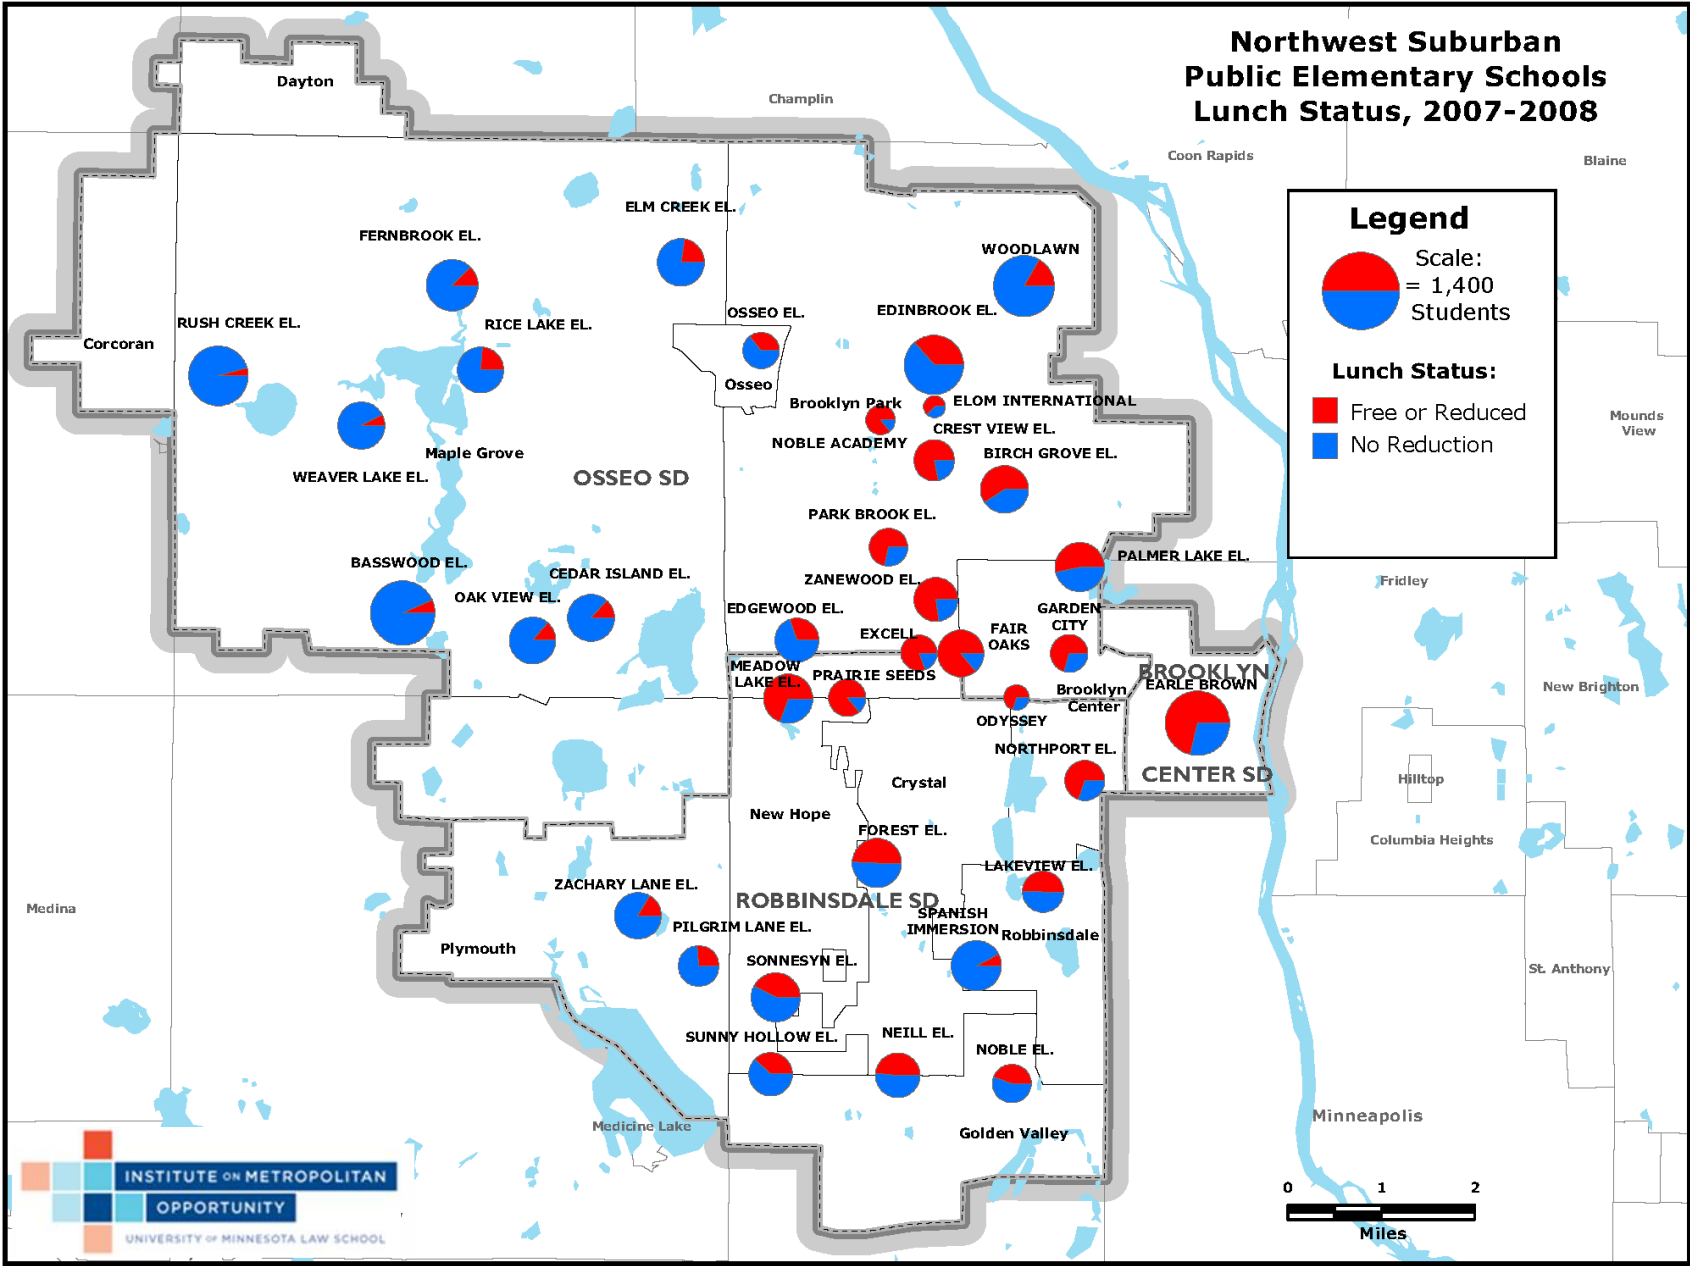 Northwest Suburban
Public Elementary Schools
Lunch Status, 2007-2008
Dayton
Champlin
Coon Rapids
Blaine
Legend
Scale:
= 1,400
Students
Lunch Status:
Free or Reduced
No Reduction
ELM CREEK EL.
FERNBROOK EL.
WOODLAWN
RUSH CREEK EL.
RICE LAKE EL.
OSSEO EL.
EDINBROOK EL.
Corcoran
Osseo
Brooklyn Park
ELOM INTERNATIONAL
Mounds
View
NOBLE ACADEMY
CREST VIEW EL.
Maple Grove
BIRCH GROVE EL.
WEAVER LAKE EL.
OSSEO SD
PARK BROOK EL.
BASSWOOD EL.
CEDAR ISLAND EL.
PALMER LAKE EL.
Fridley
OAK VIEW EL.
ZANEWOOD EL.
EDGEWOOD EL.
GARDEN
CITY
EXCELL
FAIR
OAKS
MEADOW
LAKE EL.
PRAIRIE SEEDS
BROOKLYN
EARLE BROWN
Brooklyn
Center
New Brighton
ODYSSEY
NORTHPORT EL.
CENTER SD
Hilltop
Crystal
New Hope
FOREST EL.
Columbia Heights
LAKEVIEW EL.
ZACHARY LANE EL.
ROBBINSDALE SD
Medina
SPANISH
IMMERSION
PILGRIM LANE EL.
Robbinsdale
Plymouth
SONNESYN EL.
St. Anthony
SUNNY HOLLOW EL.
NEILL EL.
NOBLE EL.
Medicine Lake
Golden Valley
Minneapolis
INSTITUTE ON METROPOLITAN
OPPORTUNITY
UNIVERSITY OF MINNESOTA LAW SCHOOL
0 1 2
Miles